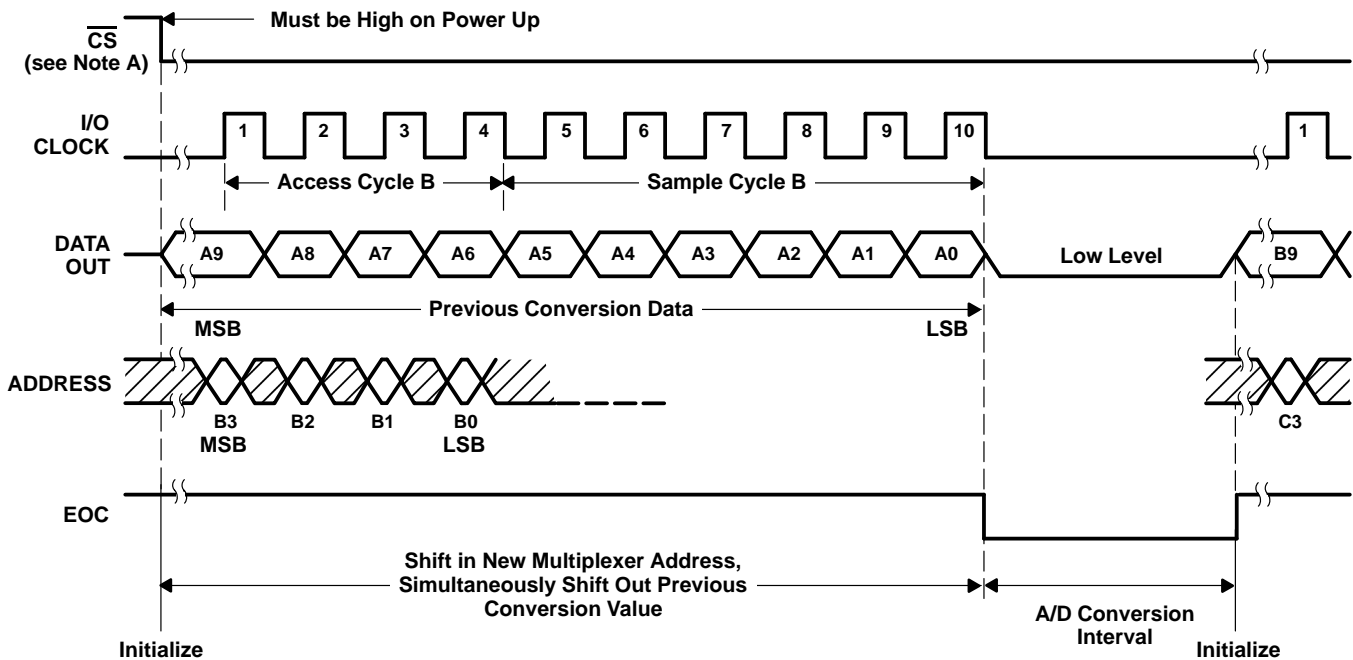 Must be High on Power Up
CS
(see Note A)
I/O
CLOCK
1 2 3 4 5 6 7 8 9 10 1
Access Cycle B
Sample Cycle B
DATA
OUT
A9 A8 A7 A6 A5 A4 A3 A2 A1 A0 Low Level B9
Previous Conversion Data
MSB LSB
ADDRESS
B3 B2 B1 B0 C3
MSB LSB
EOC
Shift in New Multiplexer Address,
Simultaneously Shift Out Previous
Conversion Value
A/D Conversion
Interval
Initialize Initialize